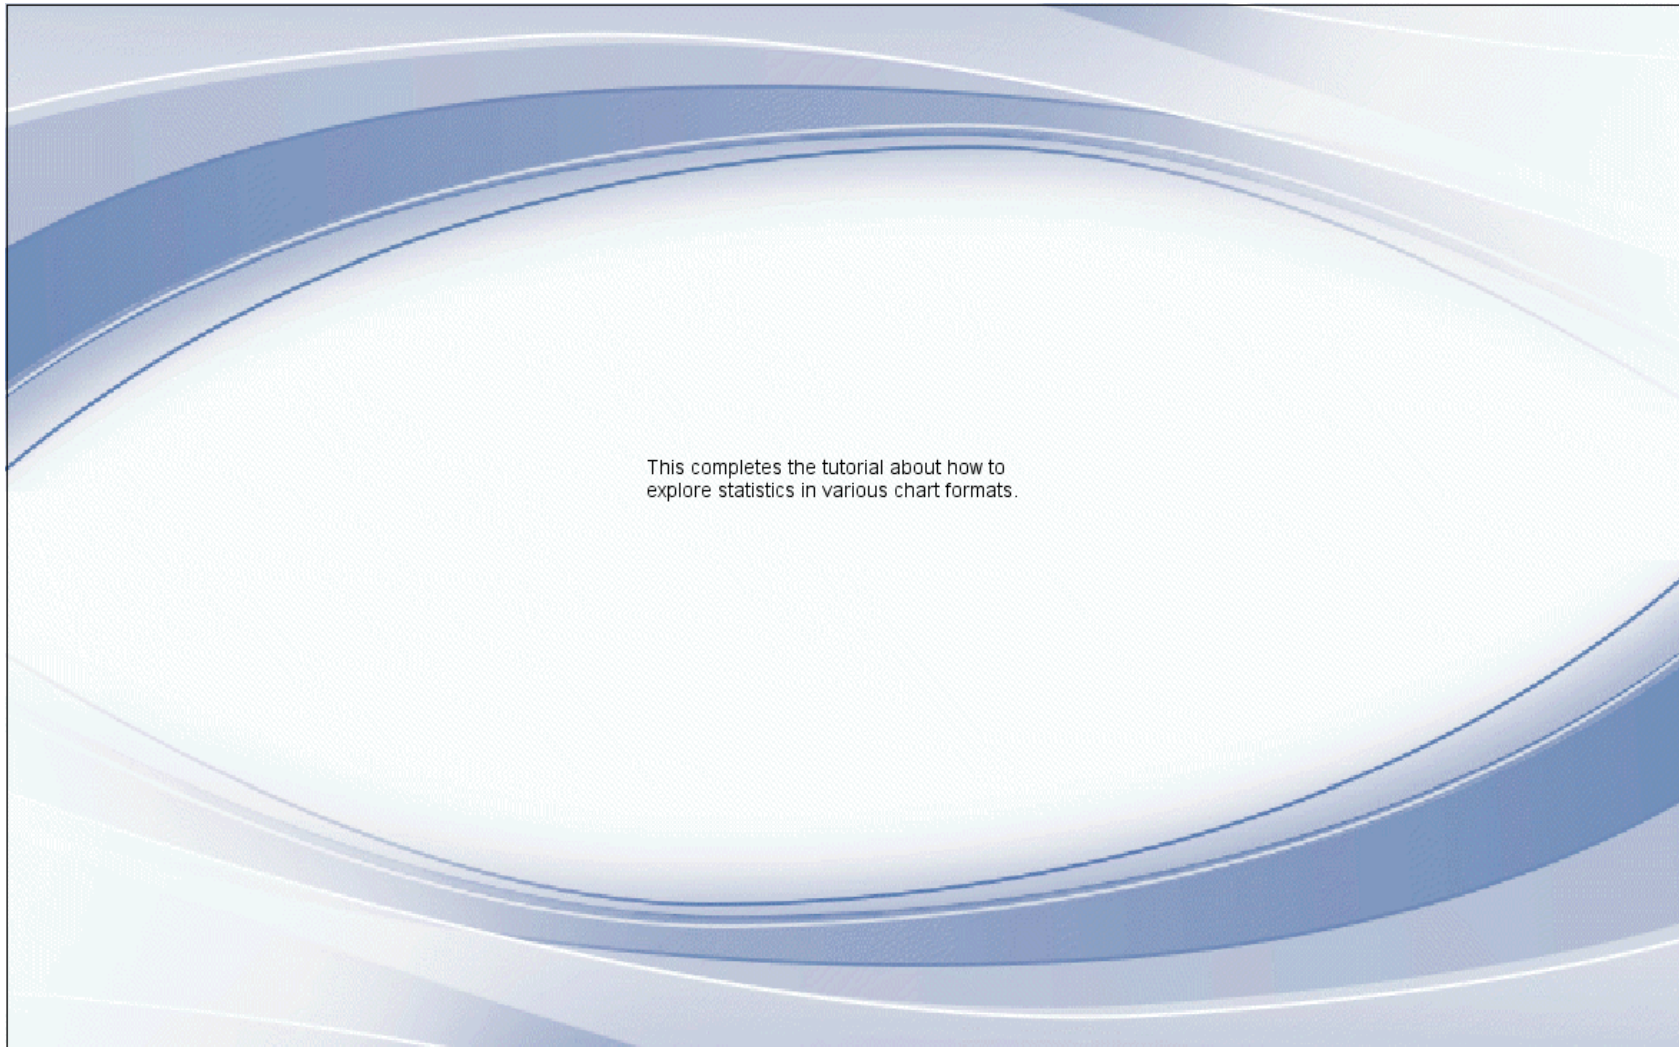 This completes the tutorial about how to
explore statistics in various chart formats.